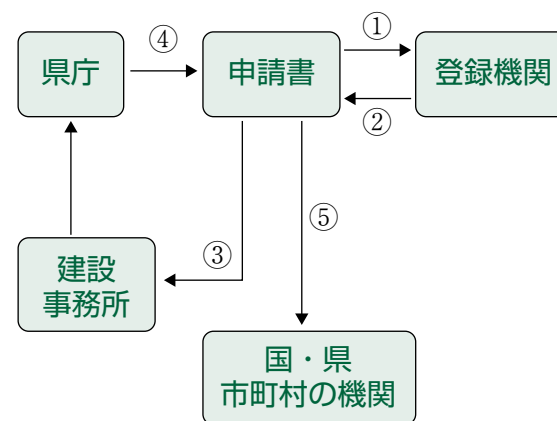 ①
④
県庁
申請書
登録機関
②
⑤
③
建設
事務所
国・県
市町村の機関